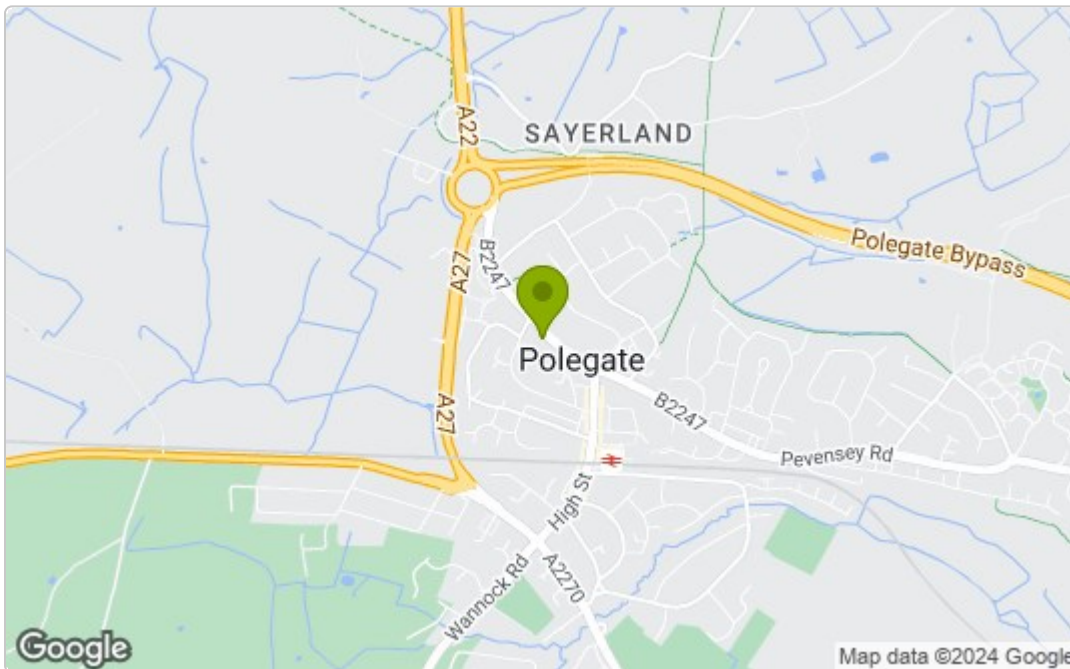 A22
SAYERLAND
Polegate Bypass
B2247
A27
Polegate
A27
B2247
Pevensey Rd
High St
Wannock Rd
A2270
Google
Map data ©2024 Google